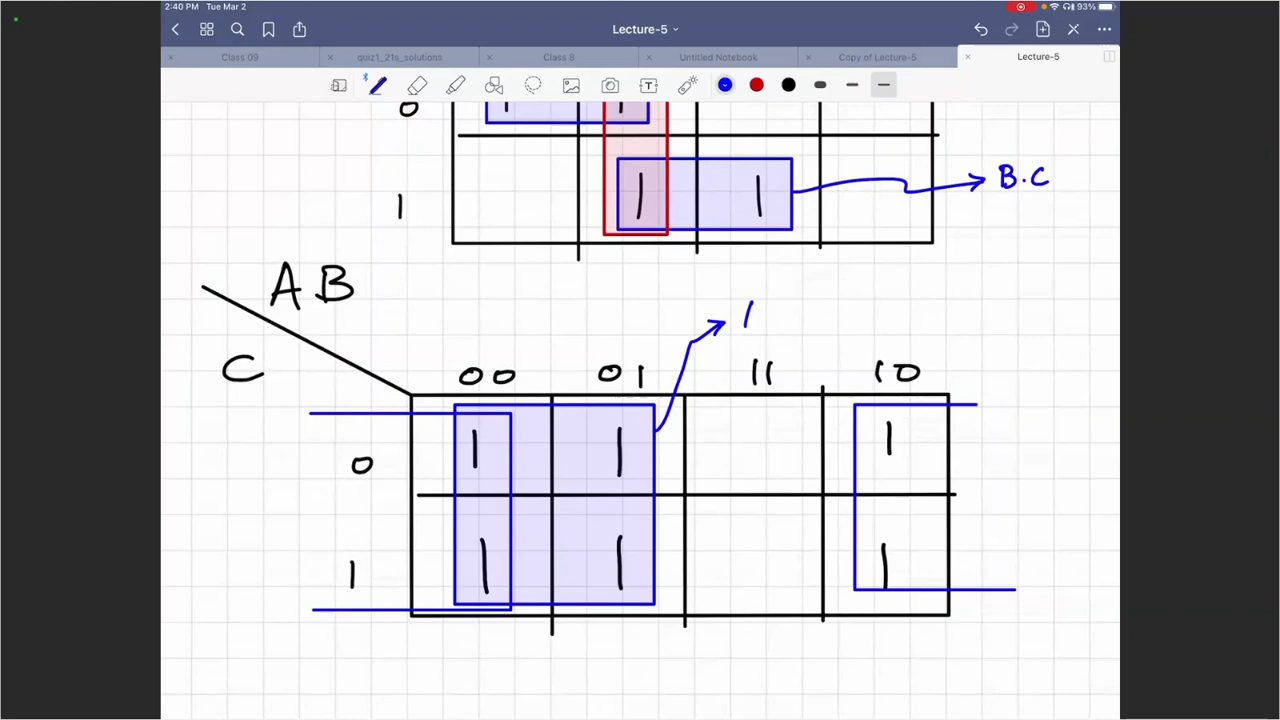 2:40 PM Tue Mar 2 93%
Lecture-5
Class 09 quiz1_21s_solutions Class 8 Untitled Notebook Copy of Lecture-5 Lecture-5
T
0 1 1
1 1 1 B.C
A B
C 00 01 11 10
0 1 1 1
1 1 1 1